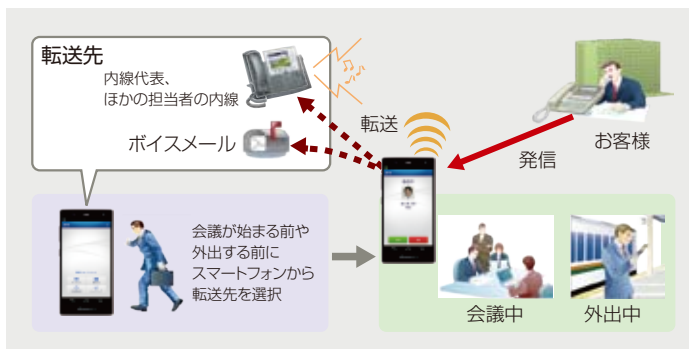 転送先
内線代表、
ほかの担当者の内線
ボイスメール
転送
発信
お客様
会議が始まる前や
外出する前に
スマートフォンから
転送先を選択
会議中
外出中